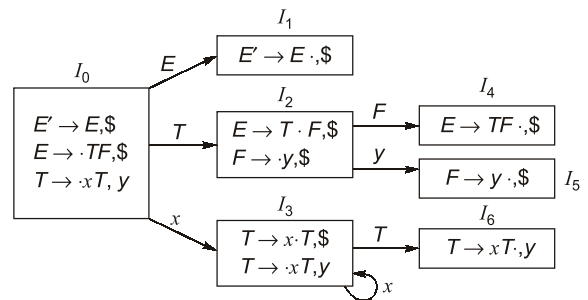 I₁
E′ → E ·,$
E
I₀
E′ → E,$
E → ·TF,$
T → ·xT, y
T
I₂
E → T · F,$
F → ·y,$
F
I₄
E → TF ·,$
y
F → y ·,$
I₅
x
I₃
T → x·T,$
T → ·xT,y
x
T
I₆
T → xT·,y